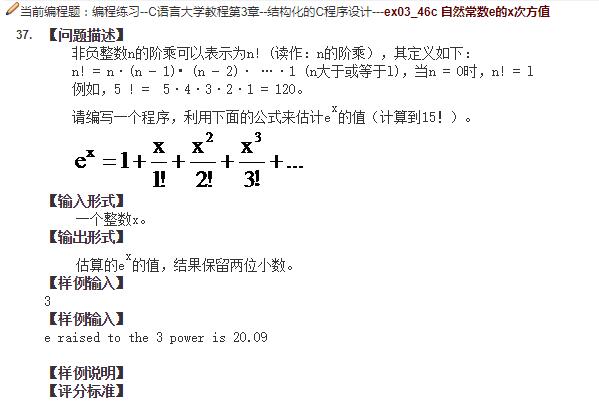 当前编程题：编程练习--C语言大学教程第3章--结构化的C程序设计---ex03_46c 自然常数e的x次方值
37. 【问题描述】
非负整数n的阶乘可以表示为n!（读作：n的阶乘），其定义如下：
n! = n·(n - 1)·(n - 2)· …·1 (n大于或等于1)，当n = 0时，n! = 1
例如，5 ! = 5·4·3·2·1 = 120。
请编写一个程序，利用下面的公式来估计e^x的值（计算到15! ）。
e^x = 1 + x/1! + x^2/2! + x^3/3! + ...
【输入形式】
一个整数x。
【输出形式】
估算的e^x的值，结果保留两位小数。
【样例输入】
3
【样例输入】
e raised to the 3 power is 20.09
【样例说明】
【评分标准】